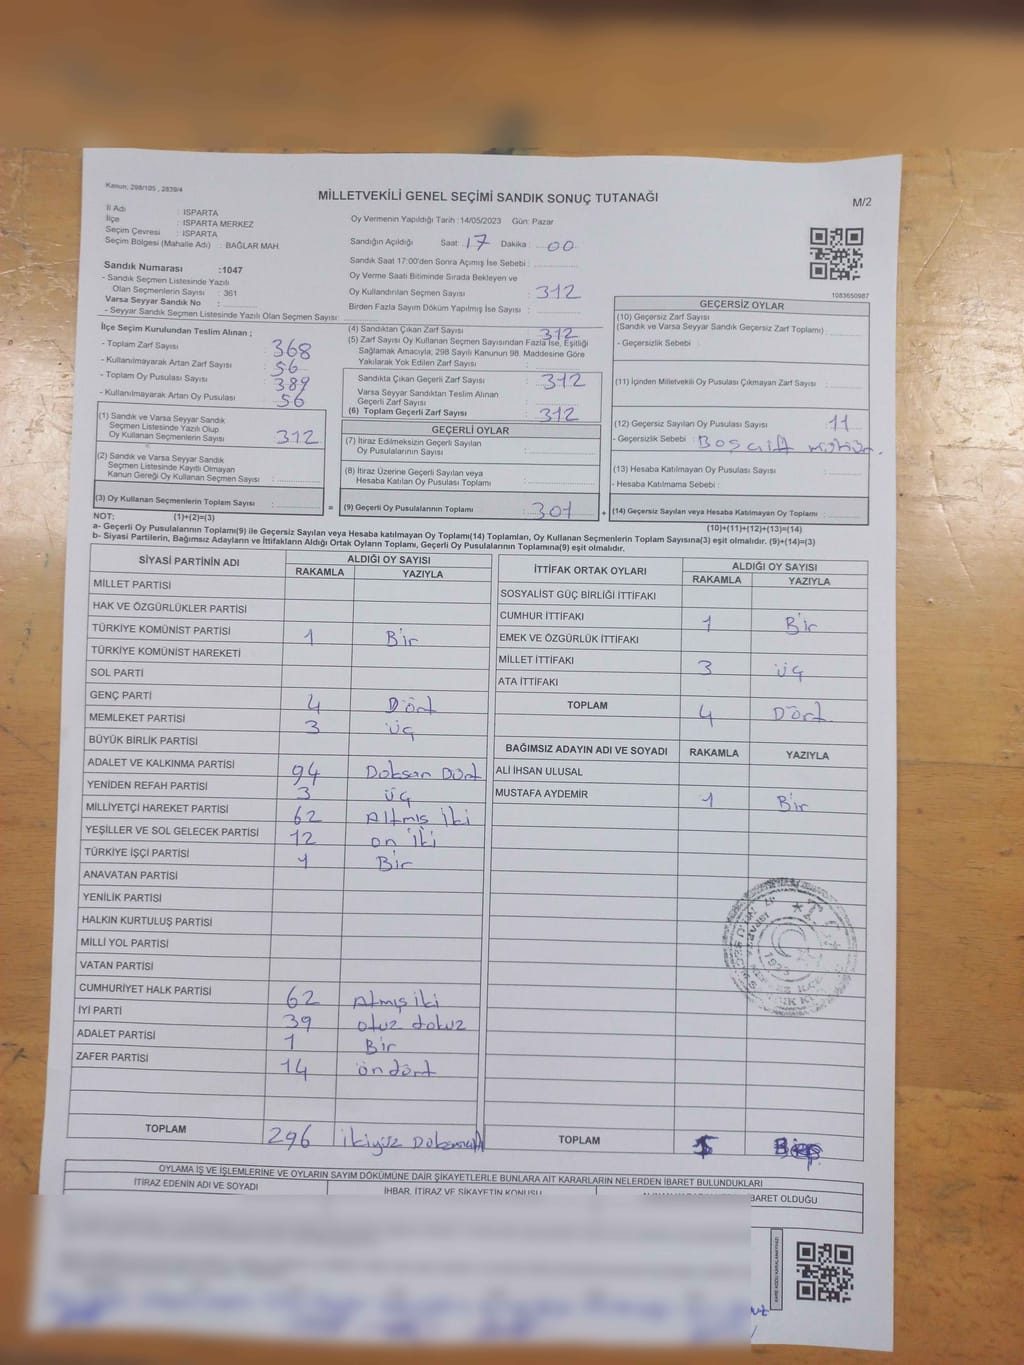 Kanun: 298/105 , 2839/4
MİLLETVEKİLİ GENEL SEÇİMİ SANDIK SONUÇ TUTANAĞI
M/2
İl Adı : ISPARTA
İlçe : ISPARTA MERKEZ
Seçim Çevresi : ISPARTA
Seçim Bölgesi (Mahalle Adı) : BAĞLAR MAH.
Oy Vermenin Yapıldığı Tarih :14/05/2023 Gün: Pazar
Sandığın Açıldığı Saat: 17 Dakika : 00
Sandık Saat 17:00'den Sonra Açımış İse Sebebi :
Oy Verme Saati Bitiminde Sırada Bekleyen ve
Oy Kullandırılan Seçmen Sayısı : 312
Birden Fazla Sayım Döküm Yapılmış İse Sayısı :
Sandık Numarası :1047
- Sandık Seçmen Listesinde Yazılı
Olan Seçmenlerin Sayısı : 361
Varsa Seyyar Sandık No :
- Seyyar Sandık Seçmen Listesinde Yazılı Olan Seçmen Sayısı:
1083650987
İlçe Seçim Kurulundan Teslim Alınan ;
- Toplam Zarf Sayısı : 368
- Kullanılmayarak Artan Zarf Sayısı : 56
- Toplam Oy Pusulası Sayısı : 389
- Kullanılmayarak Artan Oy Pusulası : 56
(1) Sandık ve Varsa Seyyar Sandık
Seçmen Listesinde Yazılı Olup
Oy Kullanan Seçmenlerin Sayısı : 312
(2) Sandık ve Varsa Seyyar Sandık
Seçmen Listesinde Kayıtlı Olmayan
Kanun Gereği Oy Kullanan Seçmen Sayısı :
(3) Oy Kullanan Seçmenlerin Toplam Sayısı :
(4) Sandıktan Çıkan Zarf Sayısı : 312
(5) Zarf Sayısı Oy Kullanan Seçmen Sayısından Fazla İse, Eşitliği
Sağlamak Amacıyla; 298 Sayılı Kanunun 98. Maddesine Göre
Yakılarak Yok Edilen Zarf Sayısı :
Sandıkta Çıkan Geçerli Zarf Sayısı : 312
Varsa Seyyar Sandıktan Teslim Alınan
Geçerli Zarf Sayısı :
(6) Toplam Geçerli Zarf Sayısı : 312
GEÇERLİ OYLAR
(7) İtiraz Edilmeksizin Geçerli Sayılan
Oy Pusulalarının Sayısı :
(8) İtiraz Üzerine Geçerli Sayılan veya
Hesaba Katılan Oy Pusulası Toplamı :
= (9) Geçerli Oy Pusulalarının Toplamı : 301 +
GEÇERSİZ OYLAR
(10) Geçersiz Zarf Sayısı
(Sandık ve Varsa Seyyar Sandık Geçersiz Zarf Toplamı) :
- Geçersizlik Sebebi :
(11) İçinden Milletvekili Oy Pusulası Çıkmayan Zarf Sayısı :
(12) Geçersiz Sayılan Oy Pusulası Sayısı : 11
- Geçersizlik Sebebi :
(13) Hesaba Katılmayan Oy Pusulası Sayısı :
- Hesaba Katılmama Sebebi :
(14) Geçersiz Sayılan veya Hesaba Katılmayan Oy Toplamı :
NOT: (1)+(2)=(3)
(10)+(11)+(12)+(13)=(14)
a- Geçerli Oy Pusulalarının Toplamı(9) ile Geçersiz Sayılan veya Hesaba katılmayan Oy Toplamı(14) Toplamları, Oy Kullanan Seçmenlerin Toplam Sayısına(3) eşit olmalıdır. (9)+(14)=(3)
b- Siyasi Partilerin, Bağımsız Adayların ve İttifakların Aldığı Ortak Oyların Toplamı, Geçerli Oy Pusulalarının Toplamına(9) eşit olmalıdır.
SİYASİ PARTİNİN ADI ALDIĞI OY SAYISI
RAKAMLA YAZIYLA
MİLLET PARTİSİ
HAK VE ÖZGÜRLÜKLER PARTİSİ
TÜRKİYE KOMÜNİST PARTİSİ 1 Bir
TÜRKİYE KOMÜNİST HAREKETİ
SOL PARTİ
GENÇ PARTİ 4 Dört
MEMLEKET PARTİSİ 3 üç
BÜYÜK BİRLİK PARTİSİ
ADALET VE KALKINMA PARTİSİ 94 Doksan Dört
YENİDEN REFAH PARTİSİ 3 üç
MİLLİYETÇİ HAREKET PARTİSİ 62 Altmış iki
YEŞİLLER VE SOL GELECEK PARTİSİ 12 on iki
TÜRKİYE İŞÇİ PARTİSİ 1 Bir
ANAVATAN PARTİSİ
YENİLİK PARTİSİ
HALKIN KURTULUŞ PARTİSİ
MİLLİ YOL PARTİSİ
VATAN PARTİSİ
CUMHURİYET HALK PARTİSİ 62 Atmış iki
İYİ PARTİ 39 otuz dokuz
ADALET PARTİSİ 1 Bir
ZAFER PARTİSİ 14 öndört
TOPLAM 296 ikiyüz
İTTİFAK ORTAK OYLARI ALDIĞI OY SAYISI
RAKAMLA YAZIYLA
SOSYALİST GÜÇ BİRLİĞİ İTTİFAKI
CUMHUR İTTİFAKI 1 Bir
EMEK VE ÖZGÜRLÜK İTTİFAKI
MİLLET İTTİFAKI 3 üç
ATA İTTİFAKI
TOPLAM 4 Dört
BAĞIMSIZ ADAYIN ADI VE SOYADI RAKAMLA YAZIYLA
ALİ İHSAN ULUSAL
MUSTAFA AYDEMİR 1 Bir
TOPLAM
OYLAMA İŞ VE İŞLEMLERİNE VE OYLARIN SAYIM DÖKÜMÜNE DAİR ŞİKAYETLERLE BUNLARA AİT KARARLARIN NELERDEN İBARET BULUNDUKLARI
İTİRAZ EDENİN ADI VE SOYADI İHBAR, İTİRAZ VE ŞİKAYETİN KONUSU İBARET OLDUĞU